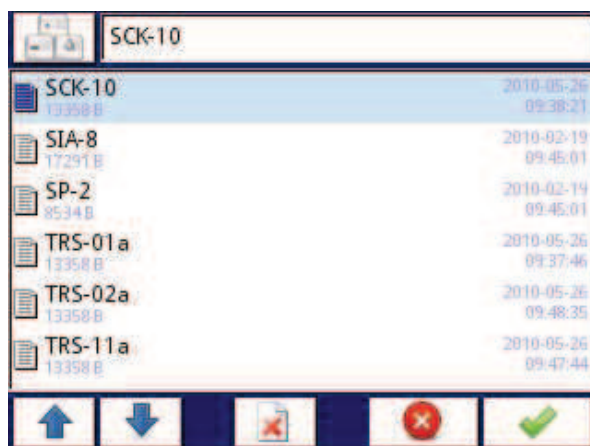 SCK-10
SCK-10
2010-05-26
13358 B
09:38:21
SIA-8
2010-02-19
17291 B
09:45:01
SP-2
2010-02-19
8534 B
09:45:01
TRS-01a
2010-05-26
13358 B
09:37:46
TRS-02a
2010-05-26
13358 B
09:48:35
TRS-11a
2010-05-26
13358 B
09:47:44